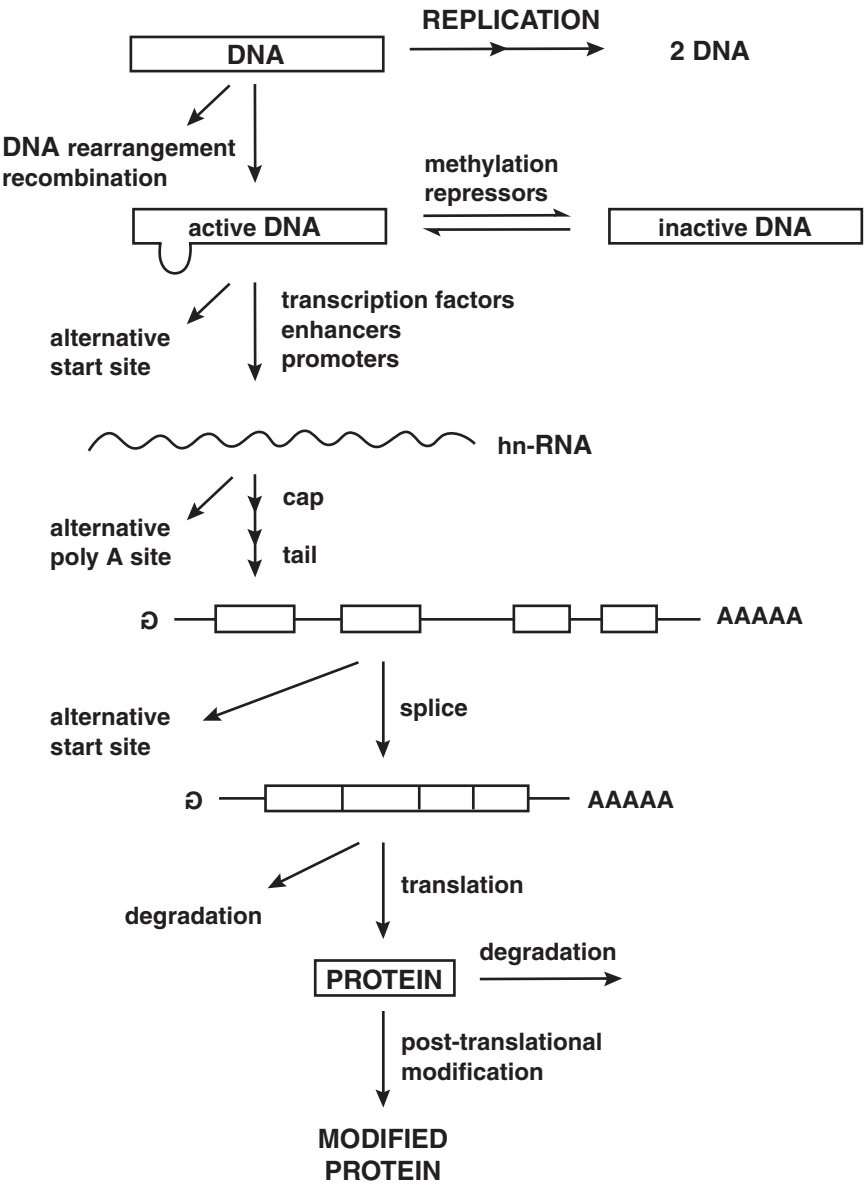 REPLICATION
DNA
2 DNA
DNA rearrangement
recombination
methylation
repressors
active DNA
inactive DNA
transcription factors
enhancers
promoters
alternative
start site
hn-RNA
cap
alternative
poly A site
tail
G
AAAAA
splice
alternative
start site
G
AAAAA
translation
degradation
degradation
PROTEIN
post-translational
modification
MODIFIED
PROTEIN